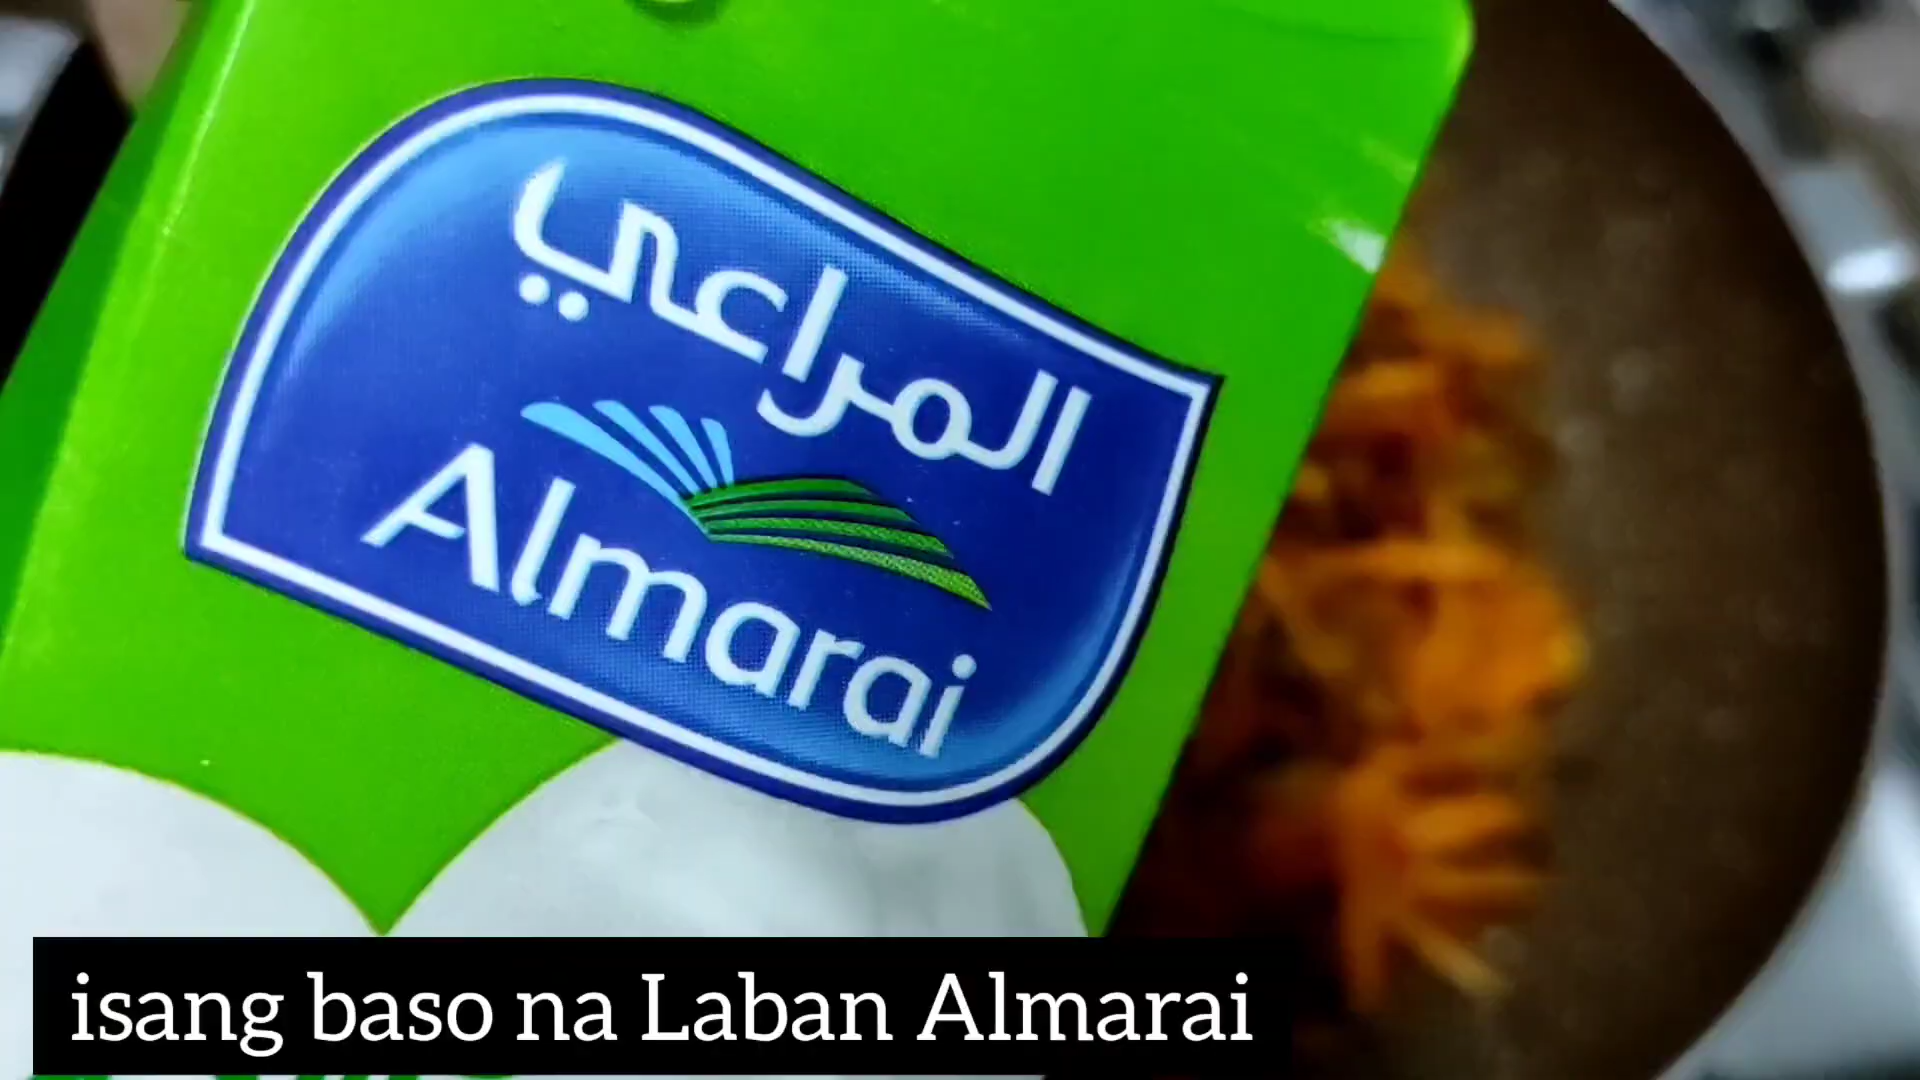 المراعي
Almarai
isang baso na Laban Almarai